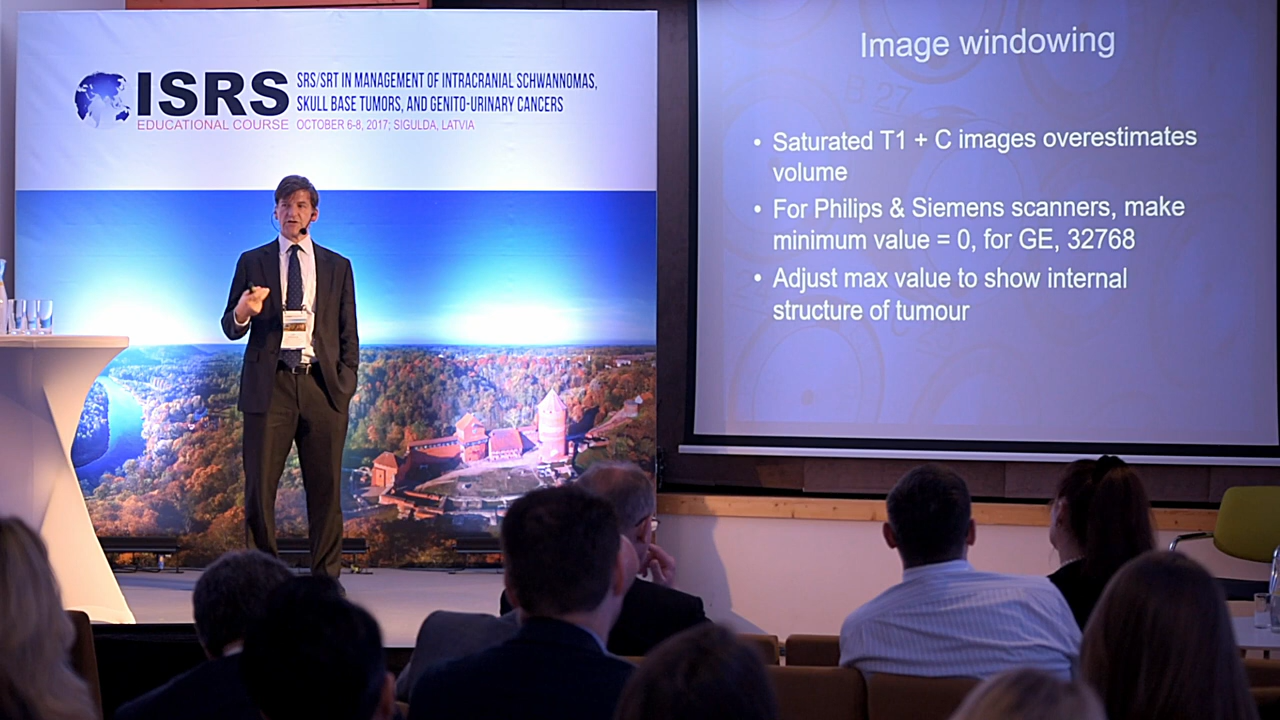 ISRS
EDUCATIONAL COURSE
SRS/SRT IN MANAGEMENT OF INTRACRANIAL SCHWANNOMAS,
SKULL BASE TUMORS, AND GENITO-URINARY CANCERS
OCTOBER 6-8, 2017; SIGULDA, LATVIA
Image windowing
• Saturated T1 + C images overestimates
volume
• For Philips & Siemens scanners, make
minimum value = 0, for GE, 32768
• Adjust max value to show internal
structure of tumour